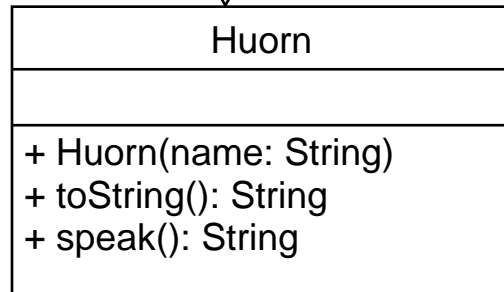 Huorn
+ Huorn(name: String)
+ toString(): String
+ speak(): String